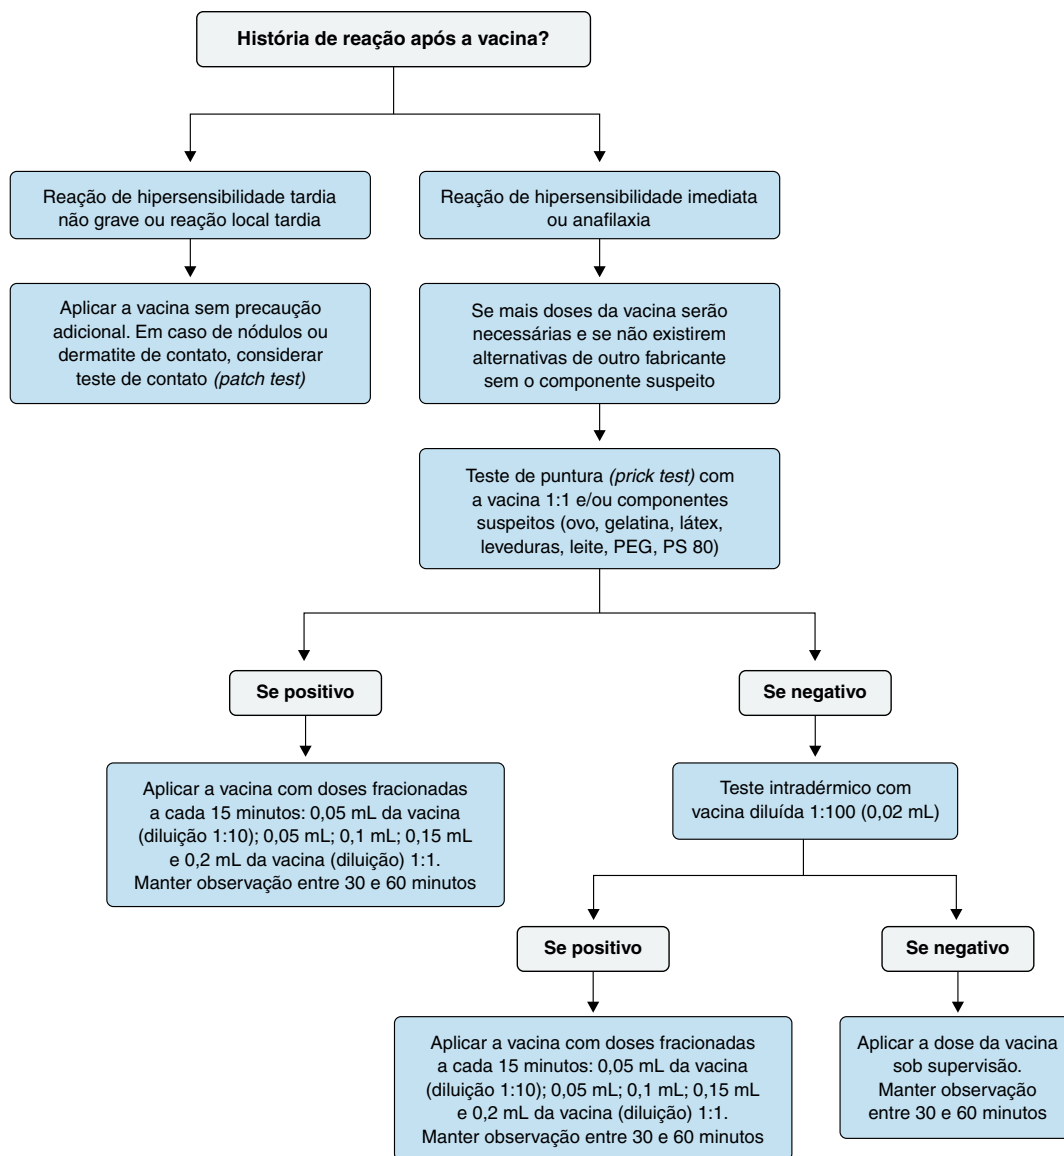 História de reação após a vacina?
Reação de hipersensibilidade tardia
não grave ou reação local tardia
Reação de hipersensibilidade imediata
ou anafilaxia
Aplicar a vacina sem precaução
adicional. Em caso de nódulos ou
dermatite de contato, considerar
teste de contato (patch test)
Se mais doses da vacina serão
necessárias e se não existirem
alternativas de outro fabricante
sem o componente suspeito
Teste de puntura (prick test) com
a vacina 1:1 e/ou componentes
suspeitos (ovo, gelatina, látex,
leveduras, leite, PEG, PS 80)
Se positivo
Se negativo
Aplicar a vacina com doses fracionadas
a cada 15 minutos: 0,05 mL da vacina
(diluição 1:10); 0,05 mL; 0,1 mL; 0,15 mL
e 0,2 mL da vacina (diluição) 1:1.
Manter observação entre 30 e 60 minutos
Teste intradérmico com
vacina diluída 1:100 (0,02 mL)
Se positivo
Se negativo
Aplicar a vacina com doses fracionadas
a cada 15 minutos: 0,05 mL da vacina
(diluição 1:10); 0,05 mL; 0,1 mL; 0,15 mL
e 0,2 mL da vacina (diluição) 1:1.
Manter observação entre 30 e 60 minutos
Aplicar a dose da vacina
sob supervisão.
Manter observação
entre 30 e 60 minutos